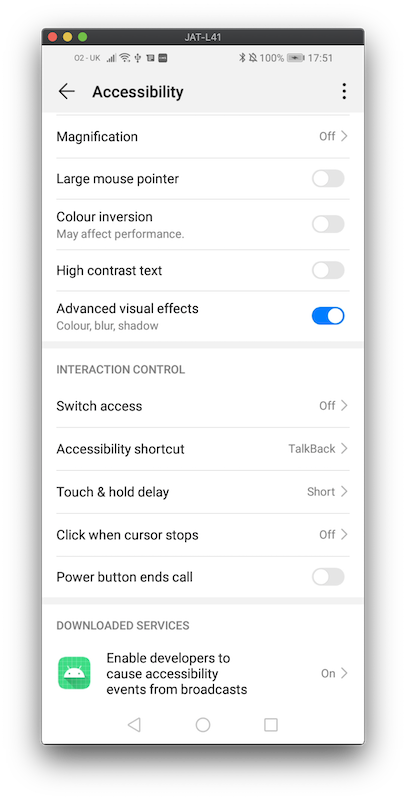 JAT-L41
O2 - UK
100%
17:51
Accessibility
Magnification
Off
Large mouse pointer
Colour inversion
May affect performance.
High contrast text
Advanced visual effects
Colour, blur, shadow
INTERACTION CONTROL
Switch access
Off
Accessibility shortcut
TalkBack
Touch & hold delay
Short
Click when cursor stops
Off
Power button ends call
DOWNLOADED SERVICES
Enable developers to
cause accessibility
events from broadcasts
On